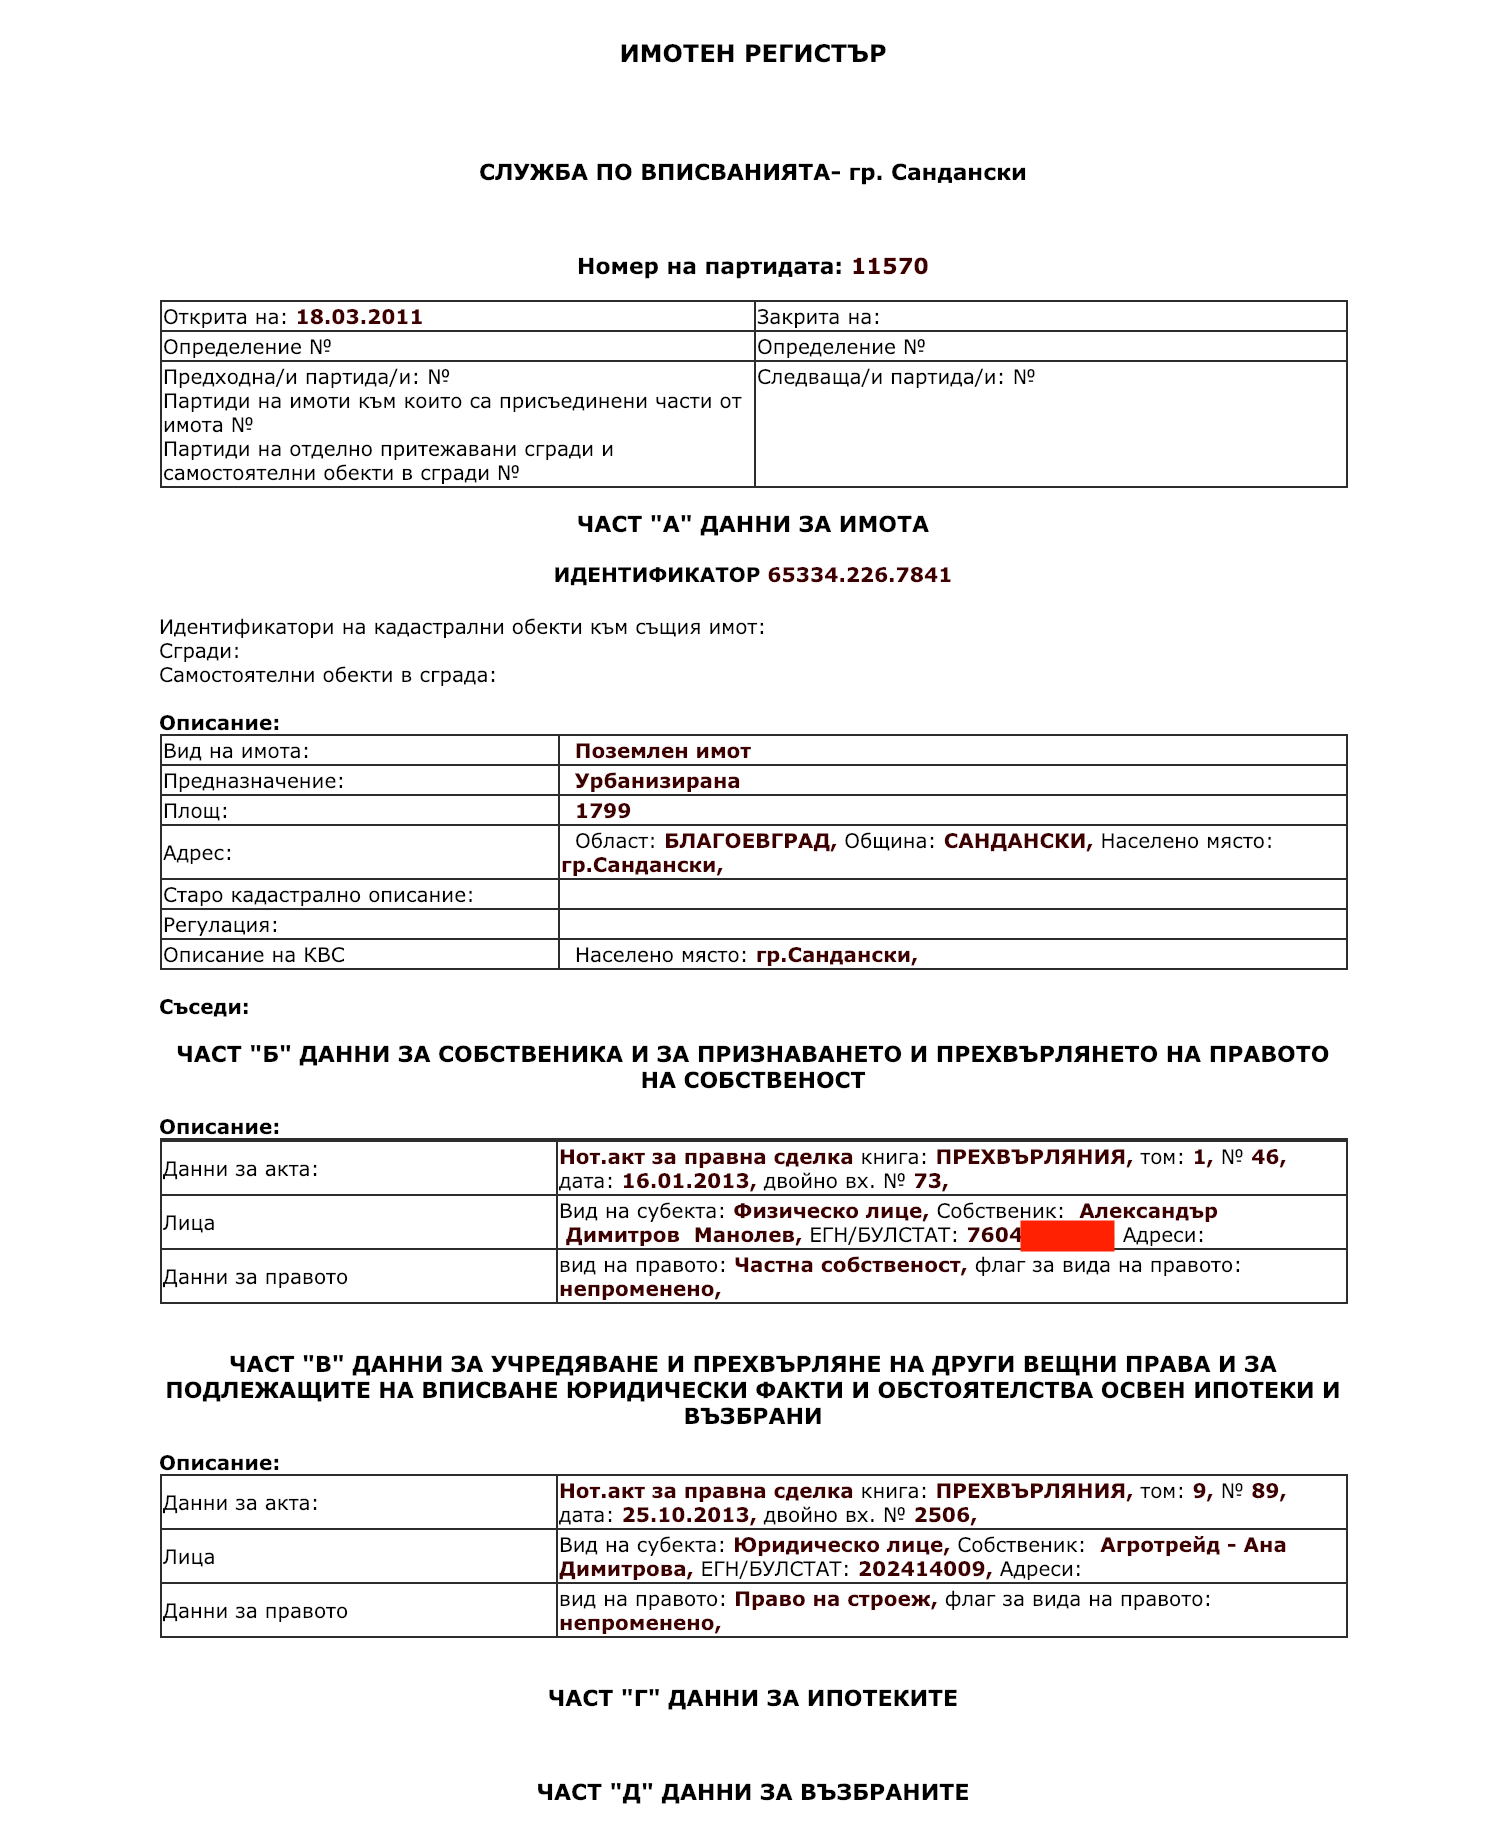 ИМОТЕН РЕГИСТЪР
СЛУЖБА ПО ВПИСВАНИЯТА- гр. Сандански
Номер на партидата: 11570
Открита на: 18.03.2011
Закрита на:
Определение №
Определение №
Предходна/и партида/и: №
Партиди на имоти към които са присъединени части от
имота №
Партиди на отделно притежавани сгради и
самостоятелни обекти в сгради №
Следваща/и партида/и: №
ЧАСТ "А" ДАННИ ЗА ИМОТА
ИДЕНТИФИКАТОР 65334.226.7841
Идентификатори на кадастрални обекти към същия имот:
Сгради:
Самостоятелни обекти в сграда:
Описание:
Вид на имота: Поземлен имот
Предназначение: Урбанизирана
Площ: 1799
Адрес:
Област: БЛАГОЕВГРАД, Община: САНДАНСКИ, Населено място:
гр.Сандански,
Старо кадастрално описание:
Регулация:
Описание на КВС Населено място: гр.Сандански,
Съседи:
ЧАСТ "Б" ДАННИ ЗА СОБСТВЕНИКА И ЗА ПРИЗНАВАНЕТО И ПРЕХВЪРЛЯНЕТО НА ПРАВОТО
НА СОБСТВЕНОСТ
Описание:
Данни за акта:
Нот.акт за правна сделка книга: ПРЕХВЪРЛЯНИЯ, том: 1, № 46,
дата: 16.01.2013, двойно вх. № 73,
Лица
Вид на субекта: Физическо лице, Собственик: Александър
Димитров Манолев, ЕГН/БУЛСТАТ: 7604 Адреси:
Данни за правото
вид на правото: Частна собственост, флаг за вида на правото:
непроменено,
ЧАСТ "В" ДАННИ ЗА УЧРЕДЯВАНЕ И ПРЕХВЪРЛЯНЕ НА ДРУГИ ВЕЩНИ ПРАВА И ЗА
ПОДЛЕЖАЩИТЕ НА ВПИСВАНЕ ЮРИДИЧЕСКИ ФАКТИ И ОБСТОЯТЕЛСТВА ОСВЕН ИПОТЕКИ И
ВЪЗБРАНИ
Описание:
Данни за акта:
Нот.акт за правна сделка книга: ПРЕХВЪРЛЯНИЯ, том: 9, № 89,
дата: 25.10.2013, двойно вх. № 2506,
Лица
Вид на субекта: Юридическо лице, Собственик: Агротрейд - Ана
Димитрова, ЕГН/БУЛСТАТ: 202414009, Адреси:
Данни за правото
вид на правото: Право на строеж, флаг за вида на правото:
непроменено,
ЧАСТ "Г" ДАННИ ЗА ИПОТЕКИТЕ
ЧАСТ "Д" ДАННИ ЗА ВЪЗБРАНИТЕ